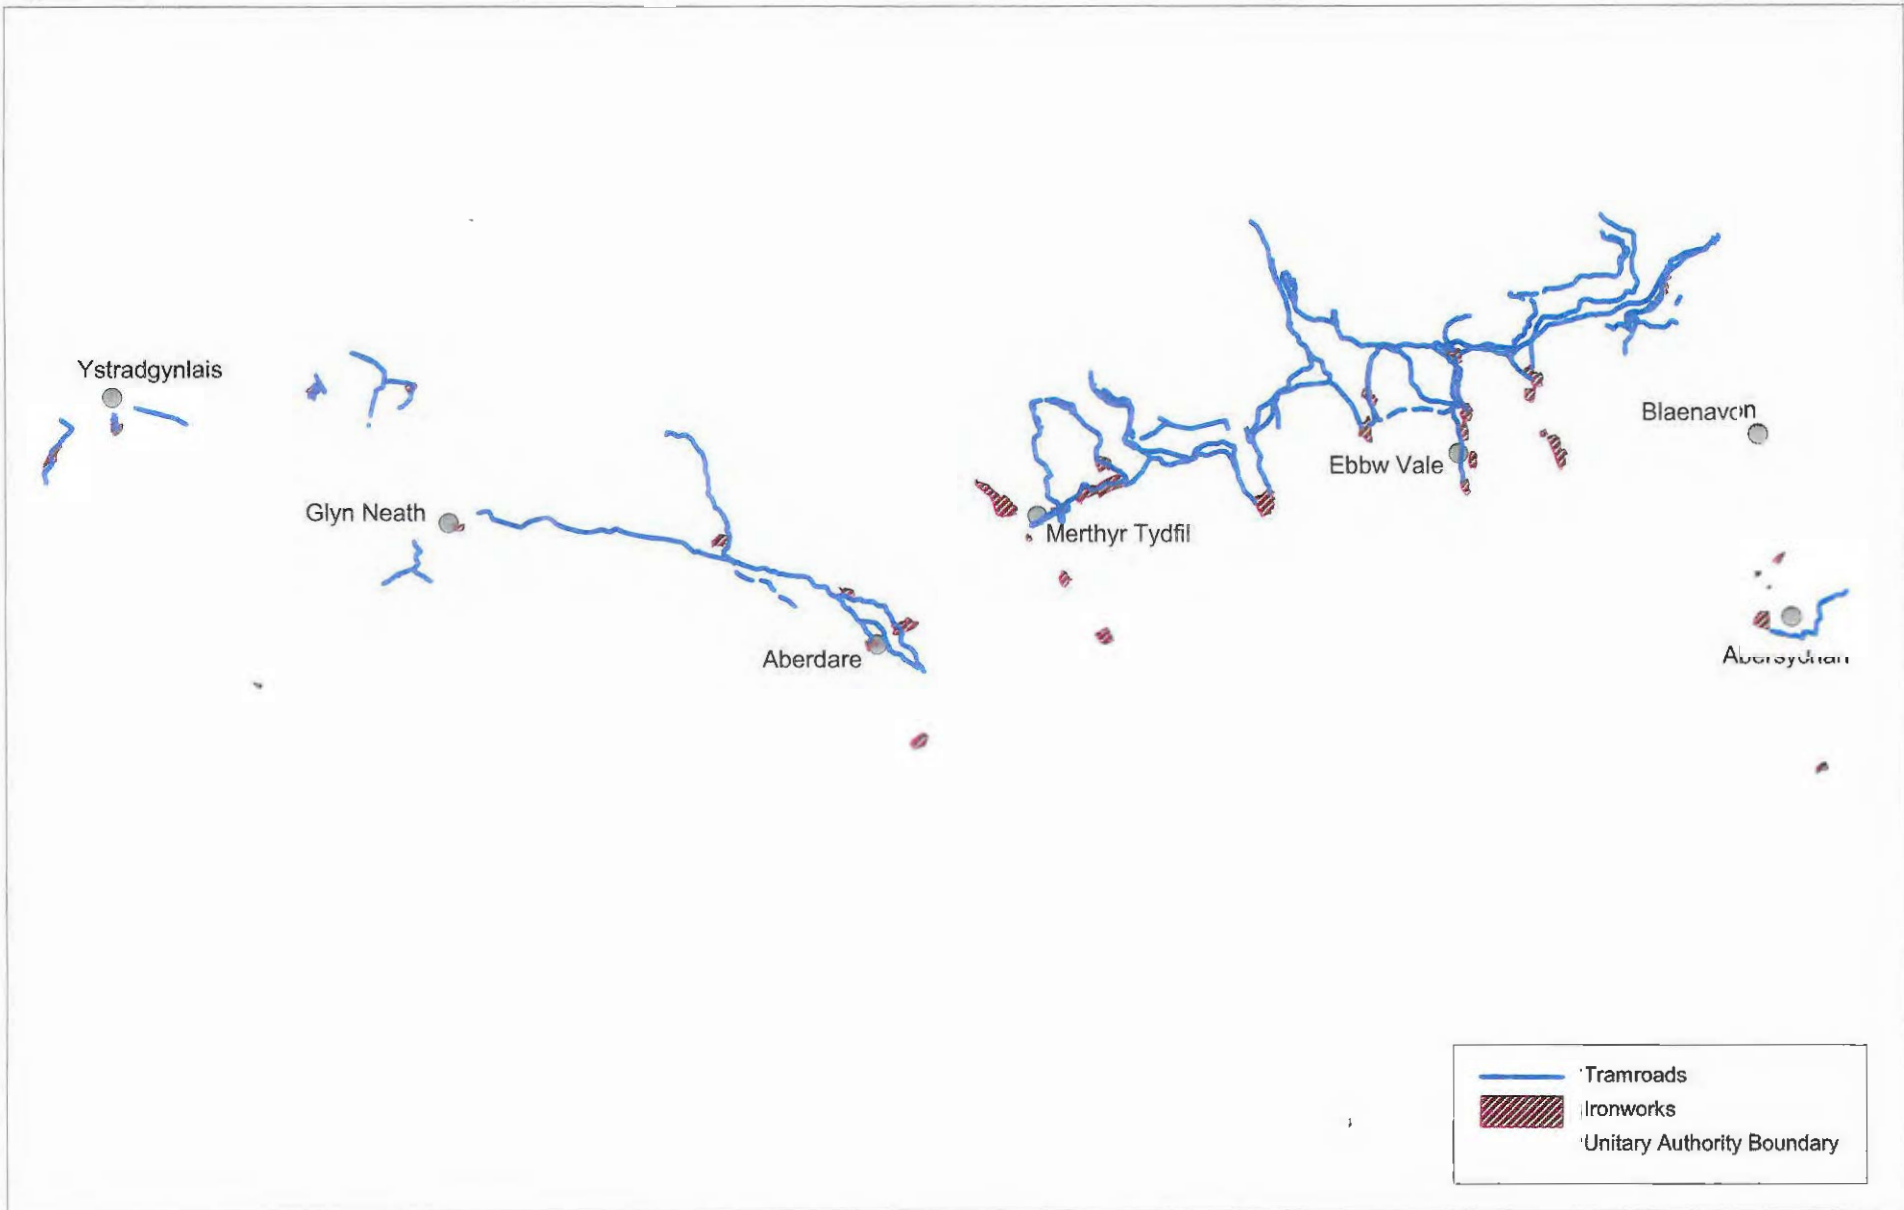 Ystradgynlais
Blaenavon
Ebbw Vale
Glyn Neath
Merthyr Tydfil
Aberdare
Tramroads
Ironworks
Unitary Authority Boundary